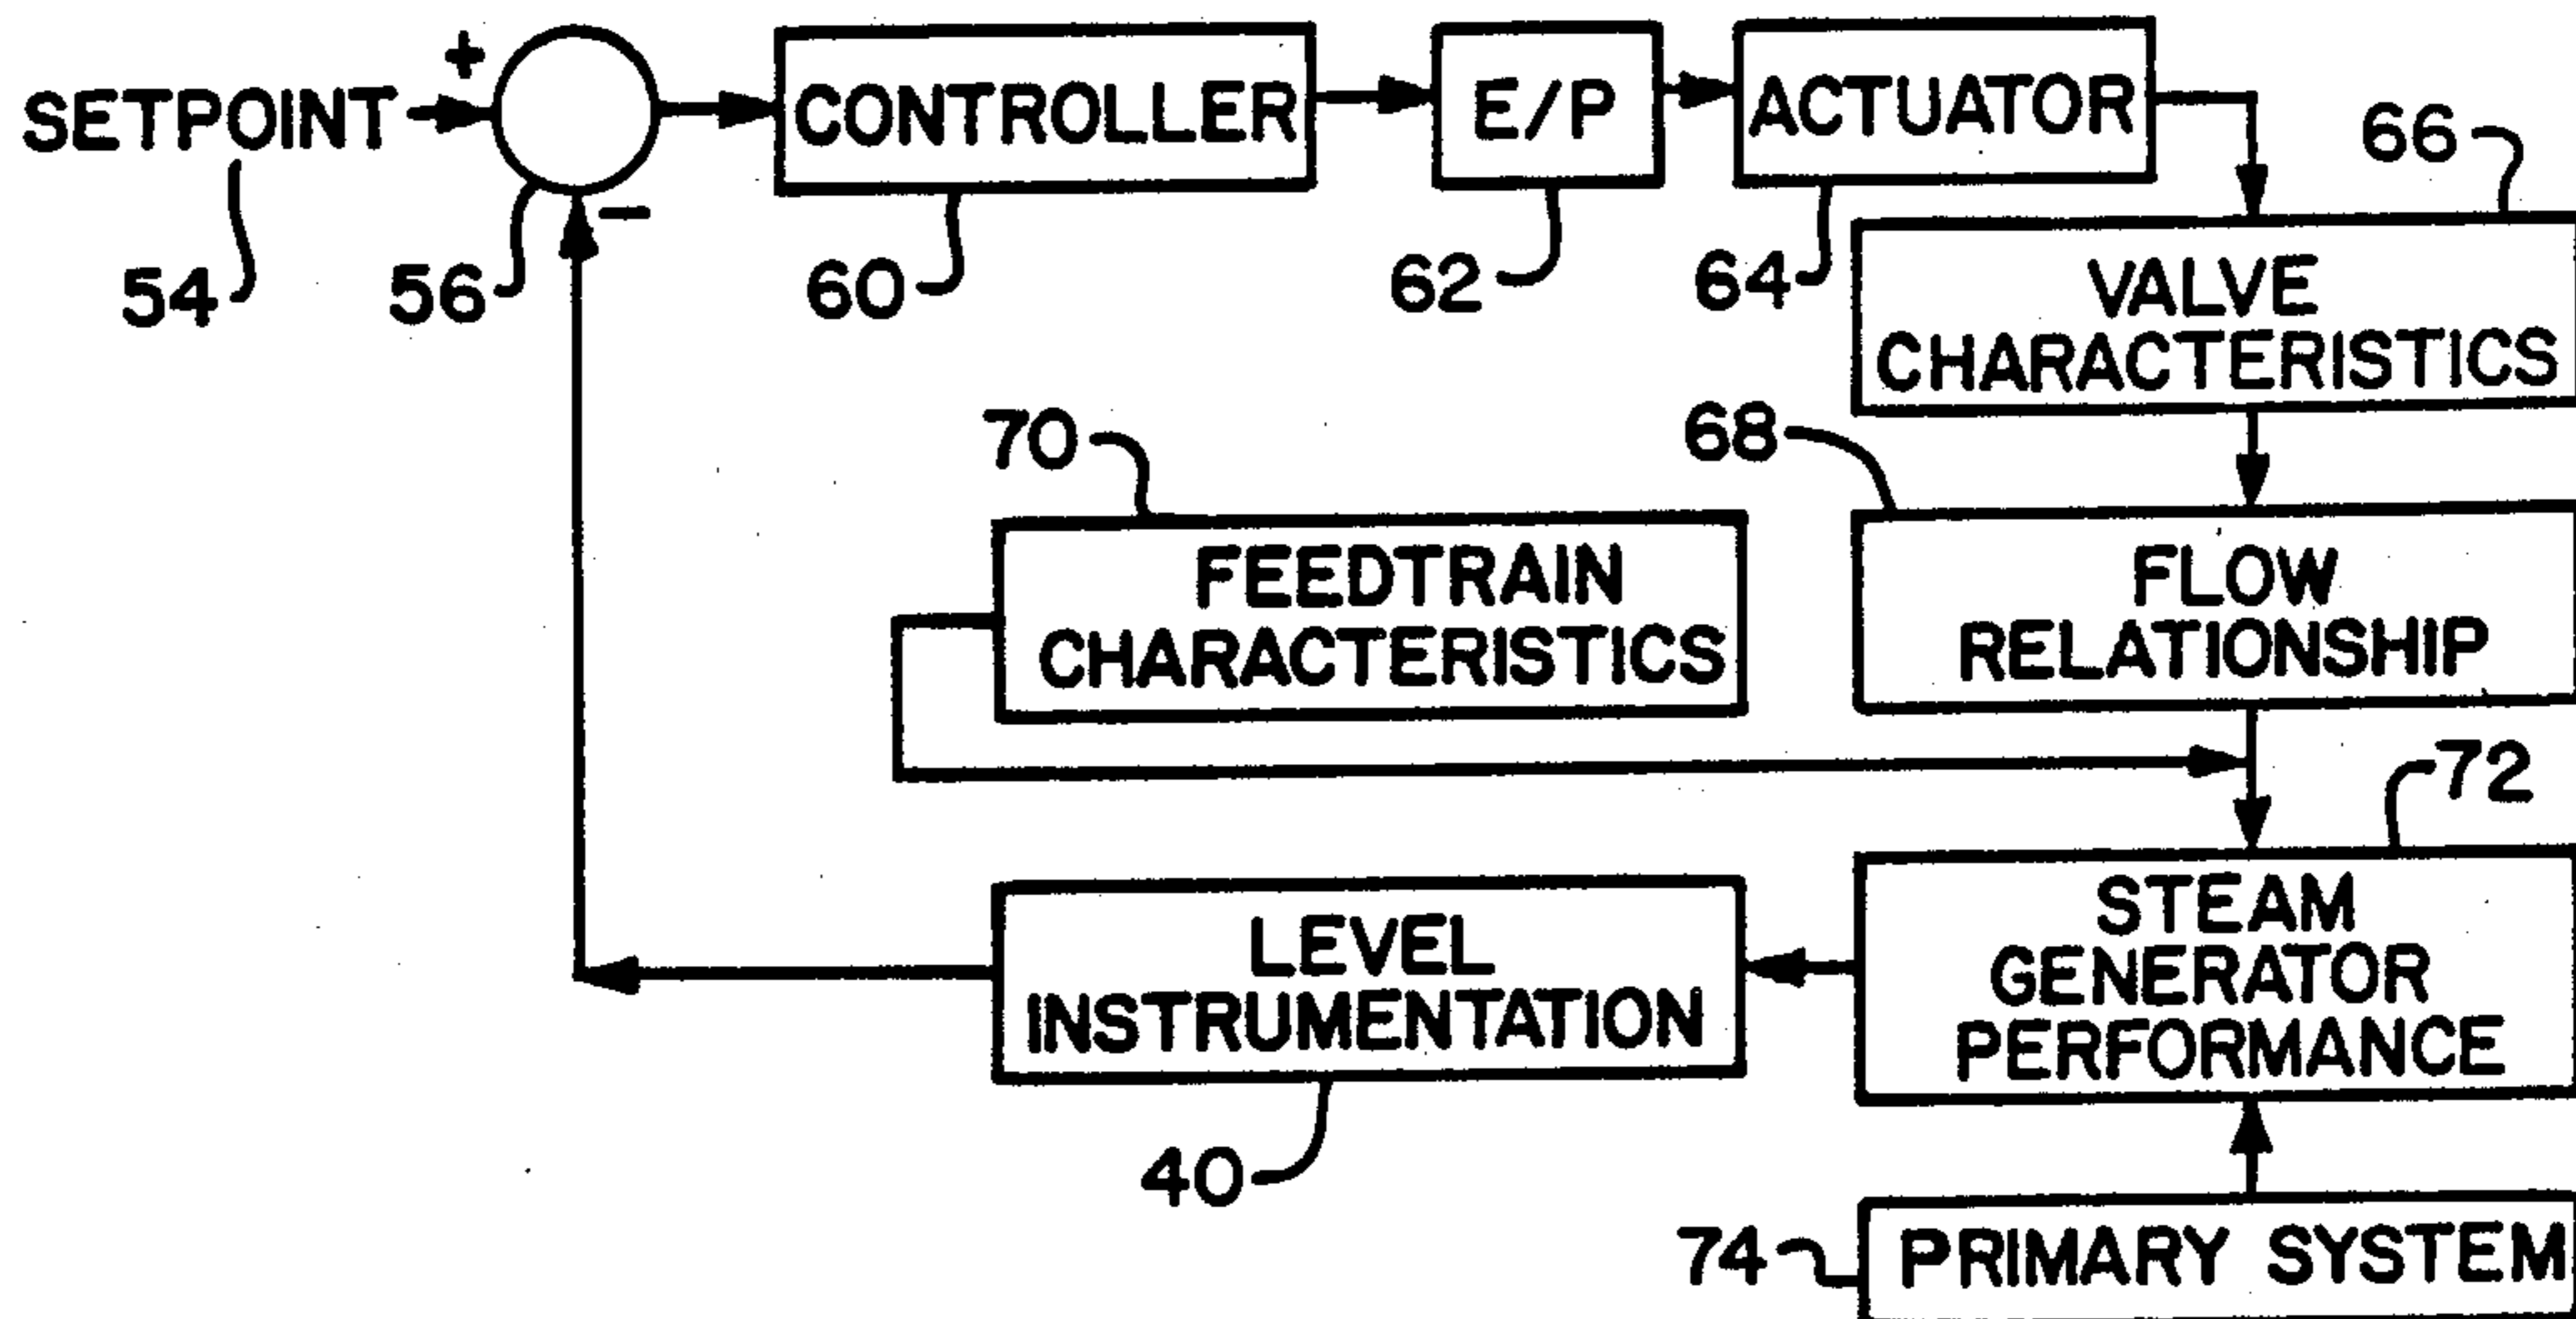 +
SETPOINT
CONTROLLER
E/P
ACTUATOR
66
−
54
56
60
62
64
VALVE
CHARACTERISTICS
70
68
FEEDTRAIN
CHARACTERISTICS
FLOW
RELATIONSHIP
72
LEVEL
INSTRUMENTATION
STEAM
GENERATOR
PERFORMANCE
40
74
PRIMARY SYSTEM